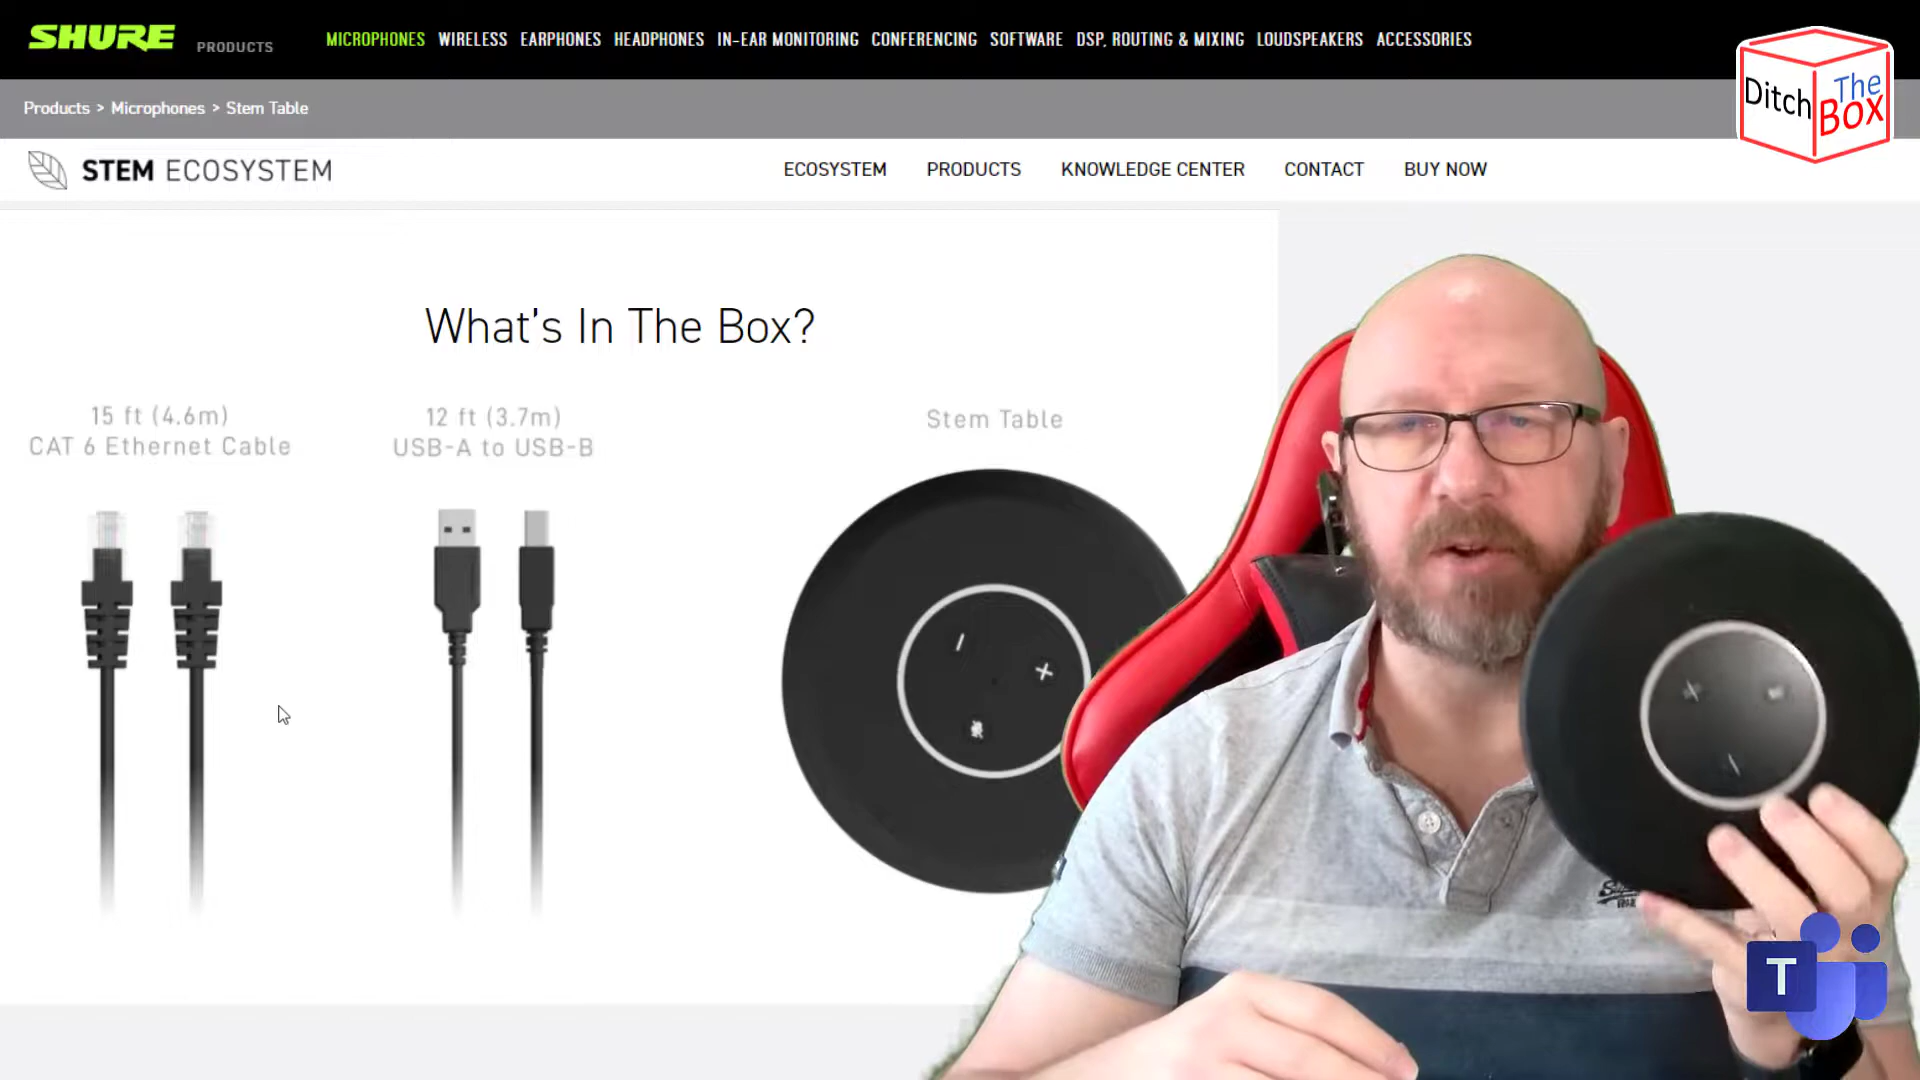 SHURE PRODUCTS MICROPHONES WIRELESS EARPHONES HEADPHONES IN-EAR MONITORING CONFERENCING SOFTWARE DSP, ROUTING & MIXING LOUDSPEAKERS ACCESSORIES
Ditch The BOX
Products > Microphones > Stem Table
STEM ECOSYSTEM ECOSYSTEM PRODUCTS KNOWLEDGE CENTER CONTACT BUY NOW
What's In The Box?
15 ft (4.6m)
CAT 6 Ethernet Cable
12 ft (3.7m)
USB-A to USB-B
Stem Table
T